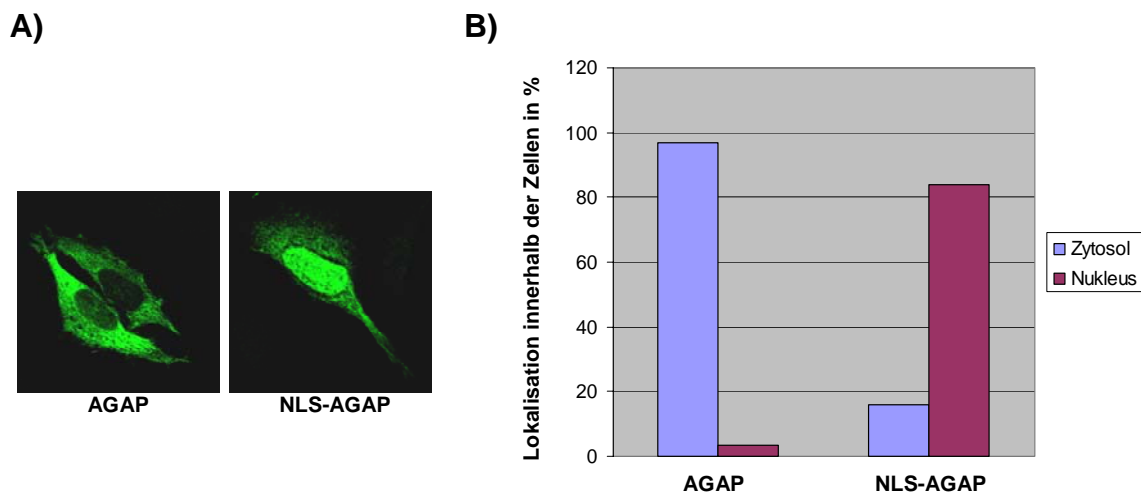 A)
AGAP
NLS-AGAP
B)
Lokalisation innerhalb der Zellen in %
120
100
80
60
40
20
0
AGAP
NLS-AGAP
Zytosol
Nukleus